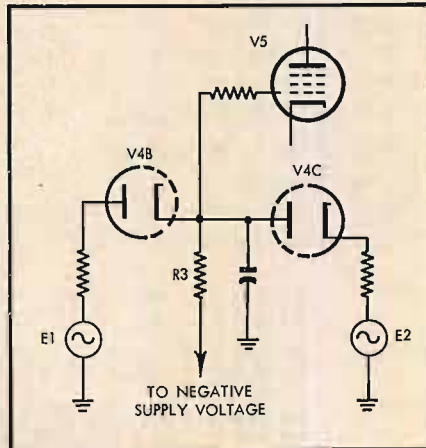 V5
V4B
V4C
R3
E1
E2
TO NEGATIVE
SUPPLY VOLTAGE